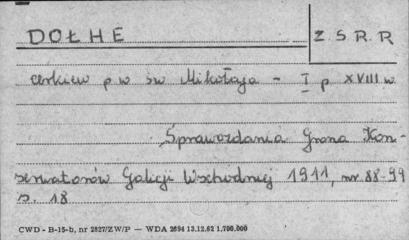 DOŁHE
Z S R. R
cerkiew p w św Mikołaja - I p XVIII w
Sprawozdania Grona Kon-
serwatorów Galicji Wschodniej 1911, nr 88-99
s. 18
CWD - B-15-b, nr 2827/ZW/P — WDA 2694 13.12.62 1,700,000